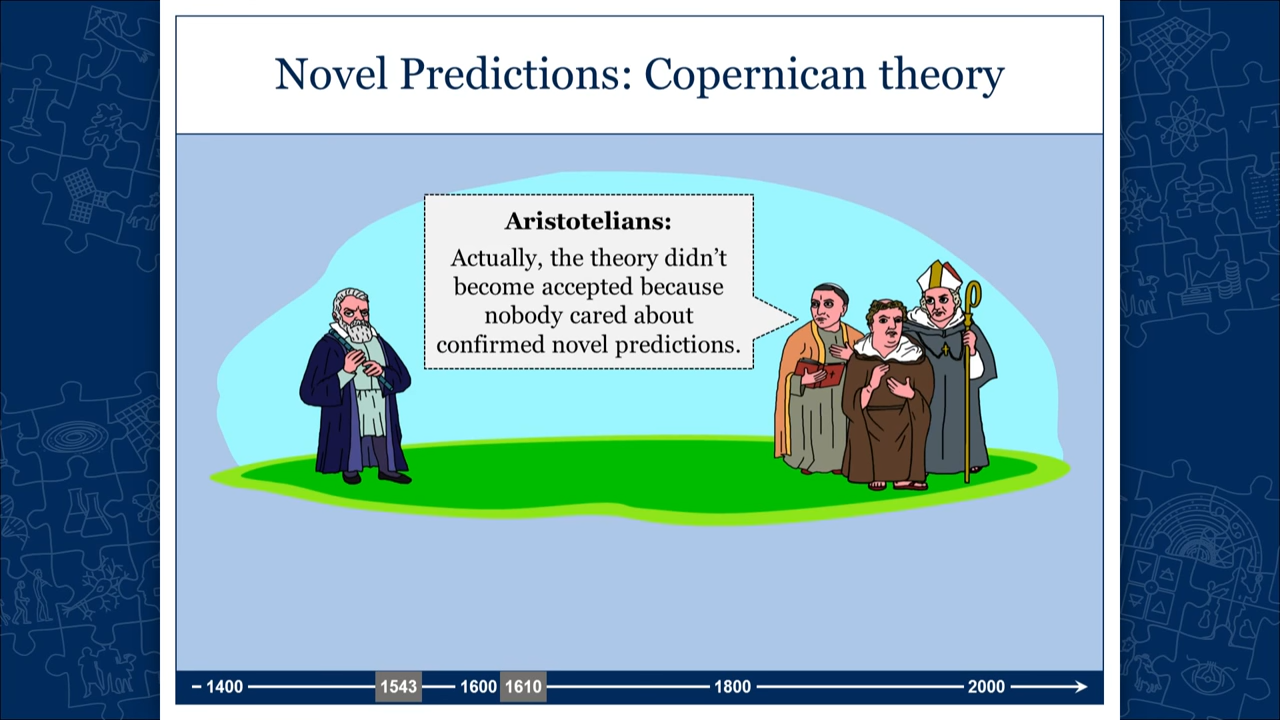 Novel Predictions: Copernican theory
Aristotelians:
Actually, the theory didn’t
become accepted because
nobody cared about
confirmed novel predictions.
1400 1543 1600 1610 1800 2000